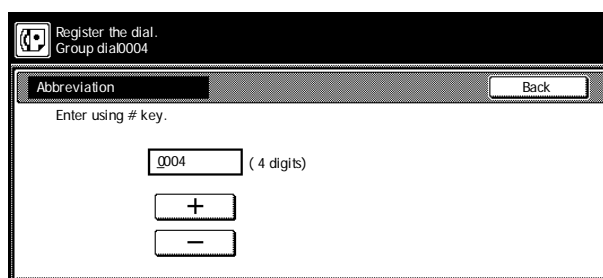 Register the dial.
Group dial0004
Abbreviation
Back
Enter using # key.
0004 ( 4 digits)
+
−